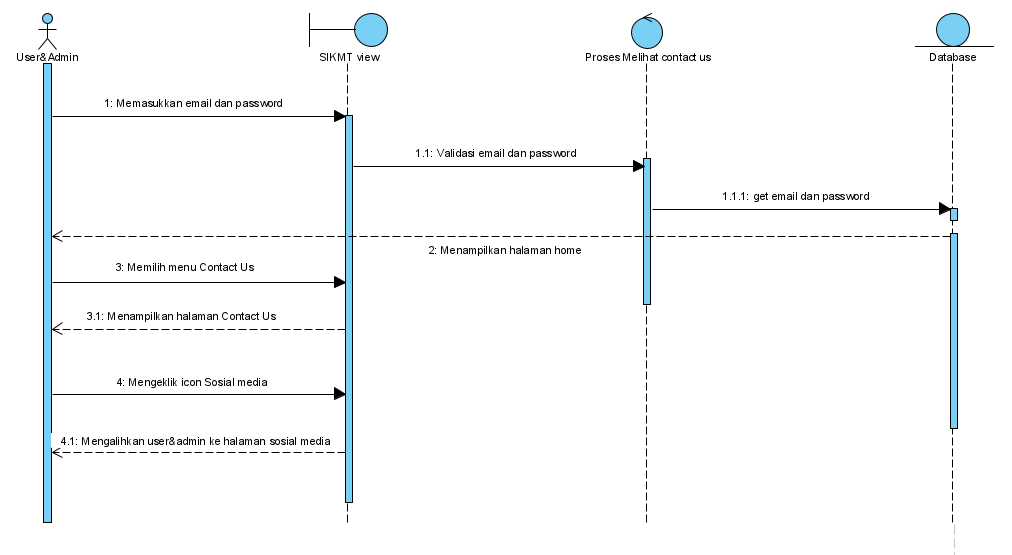 User&Admin
SIKMT view
Proses Melihat contact us
Database
1: Memasukkan email dan password
1.1: Validasi email dan password
1.1.1: get email dan password
2: Menampilkan halaman home
3: Memilih menu Contact Us
3.1: Menampilkan halaman Contact Us
4: Mengeklik icon Sosial media
4.1: Mengalihkan user&admin ke halaman sosial media